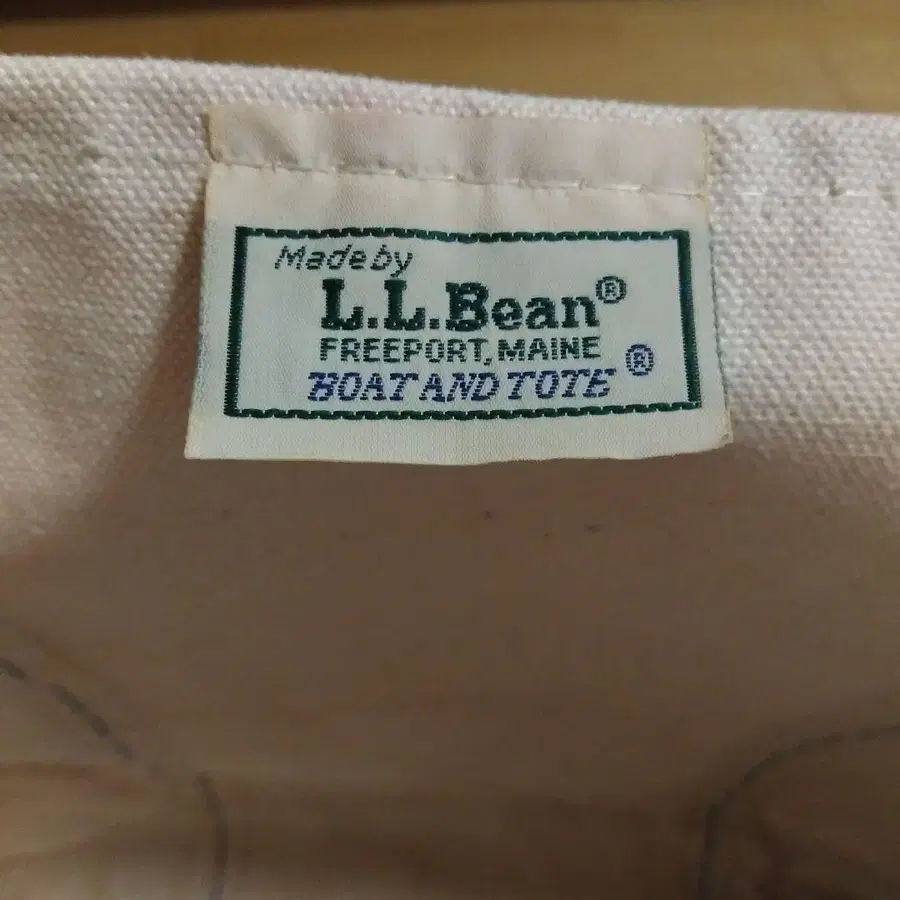 Made by
L.L.Bean®
FREEPORT, MAINE
BOAT AND TOTE ®